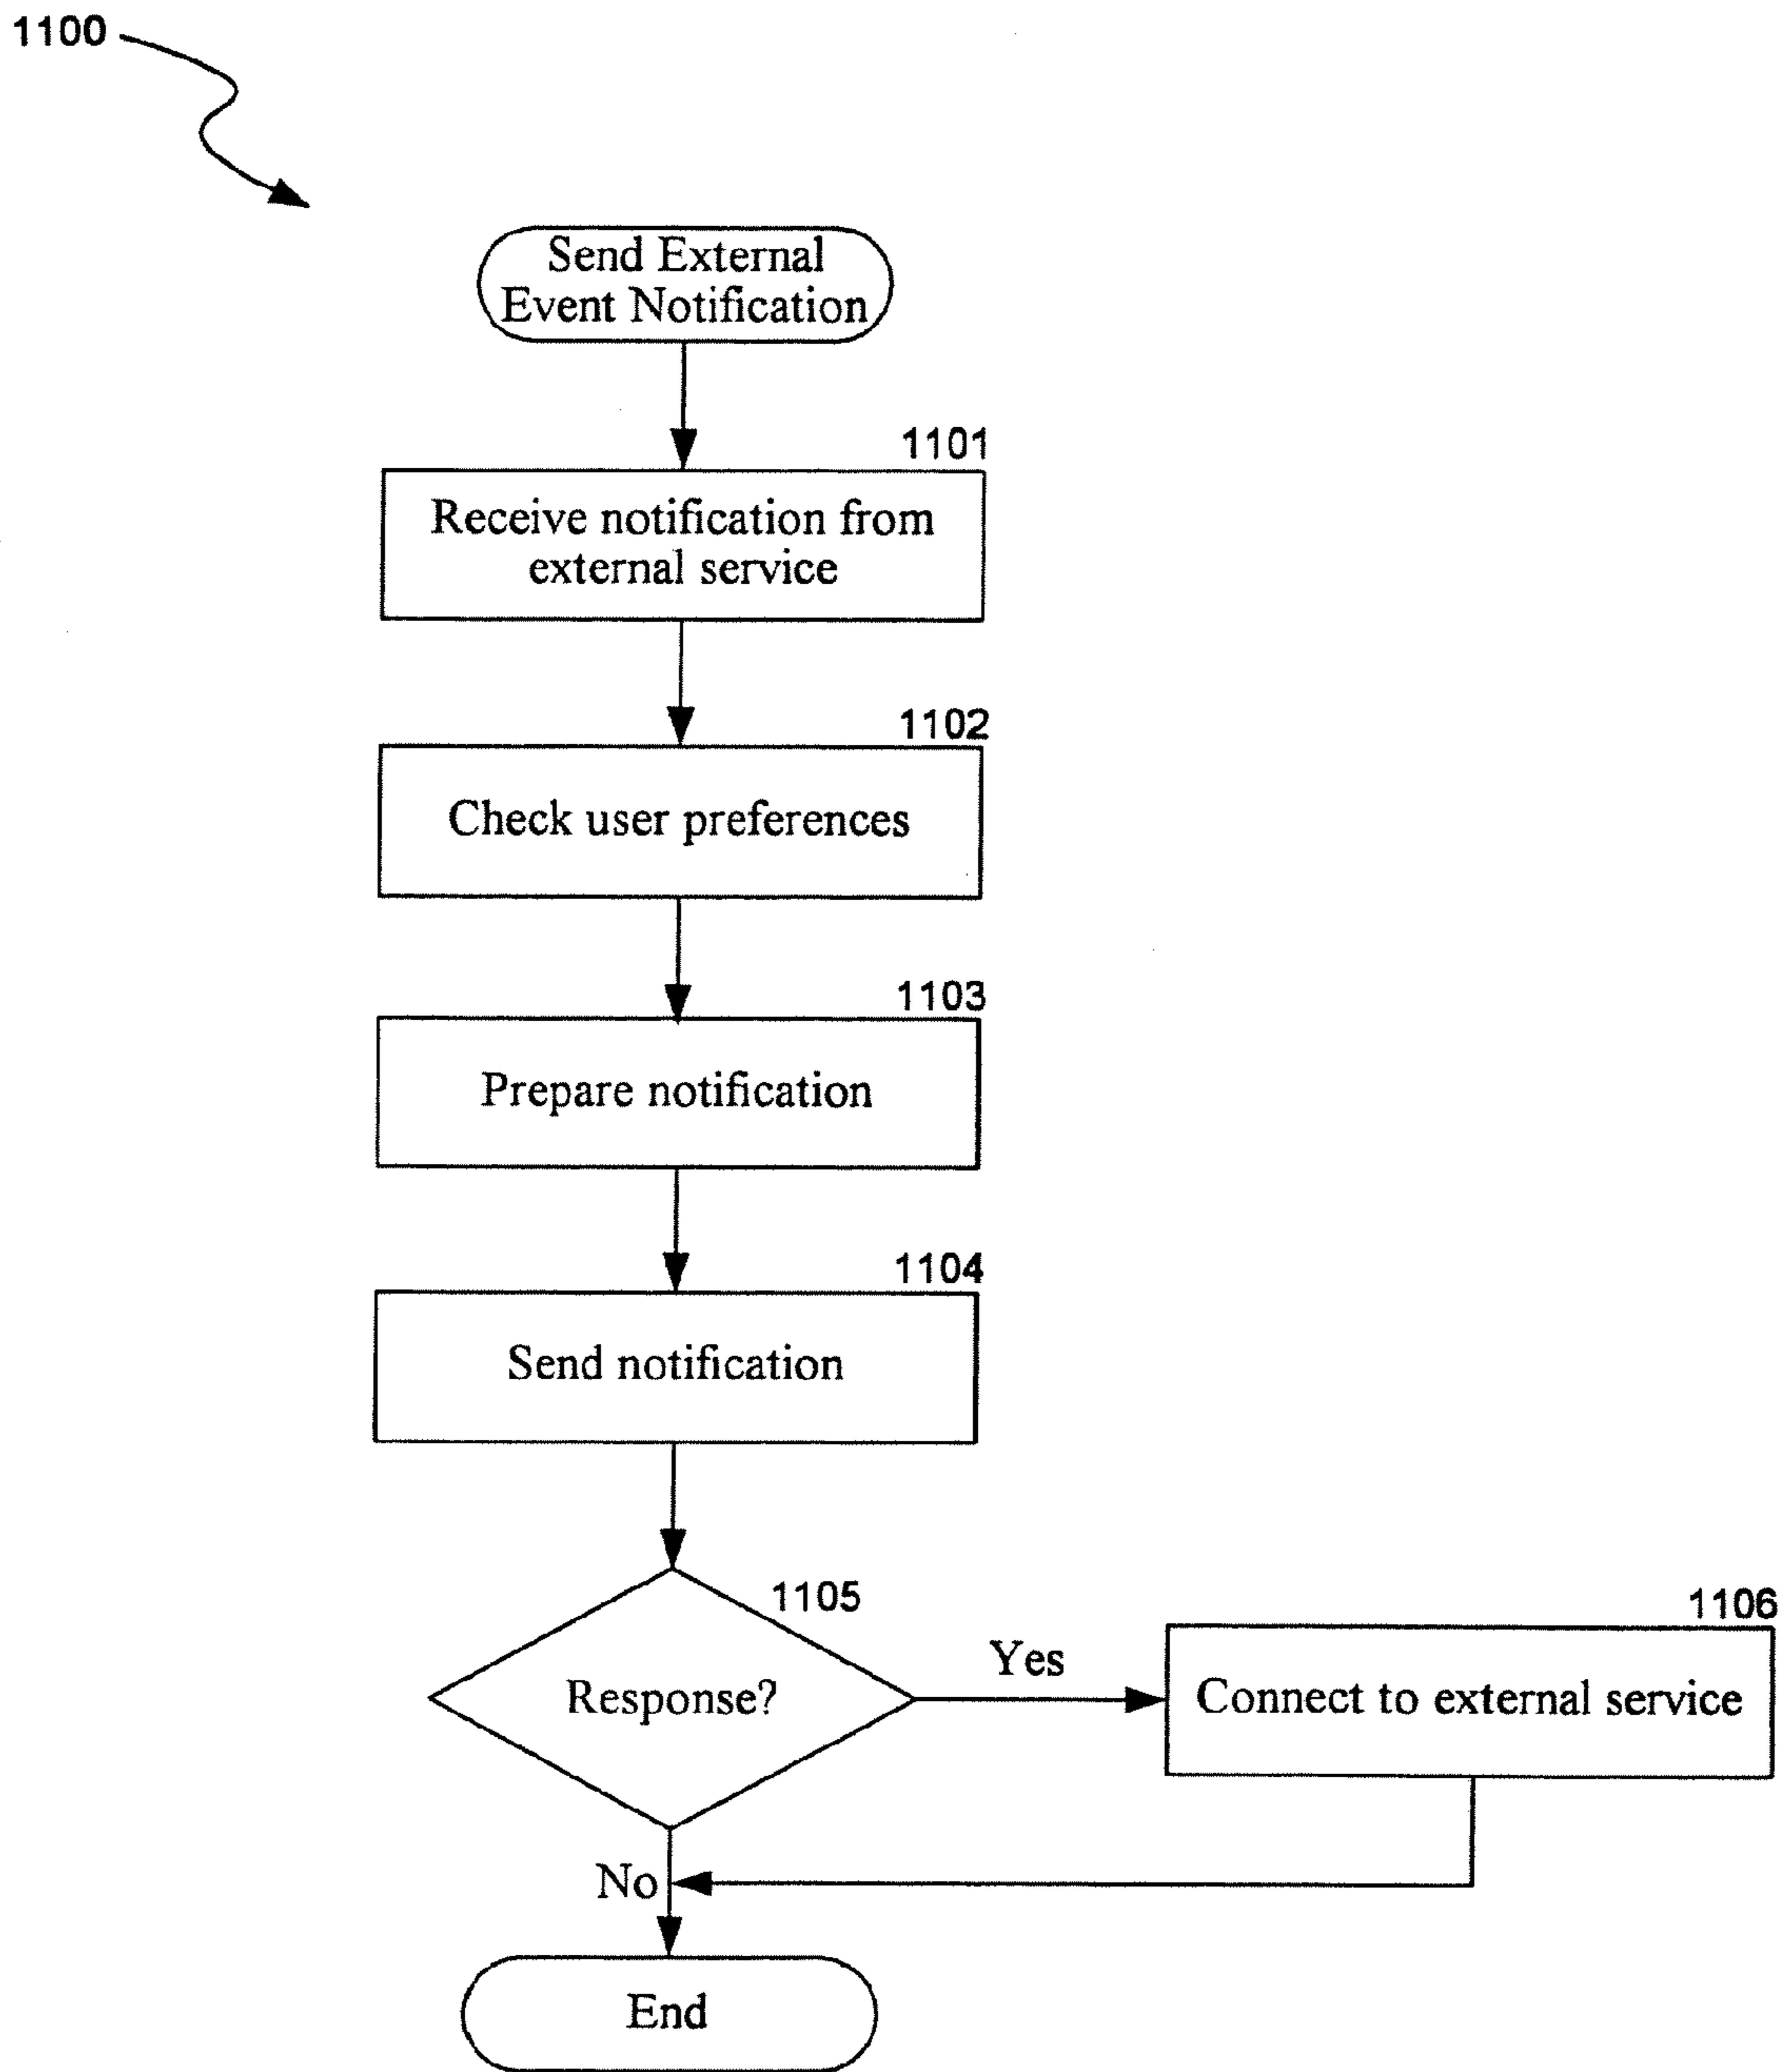 1100
Send External
Event Notification
1101
Receive notification from
external service
1102
Check user preferences
1103
Prepare notification
1104
Send notification
1105
Response?
Yes
1106
Connect to external service
No
End